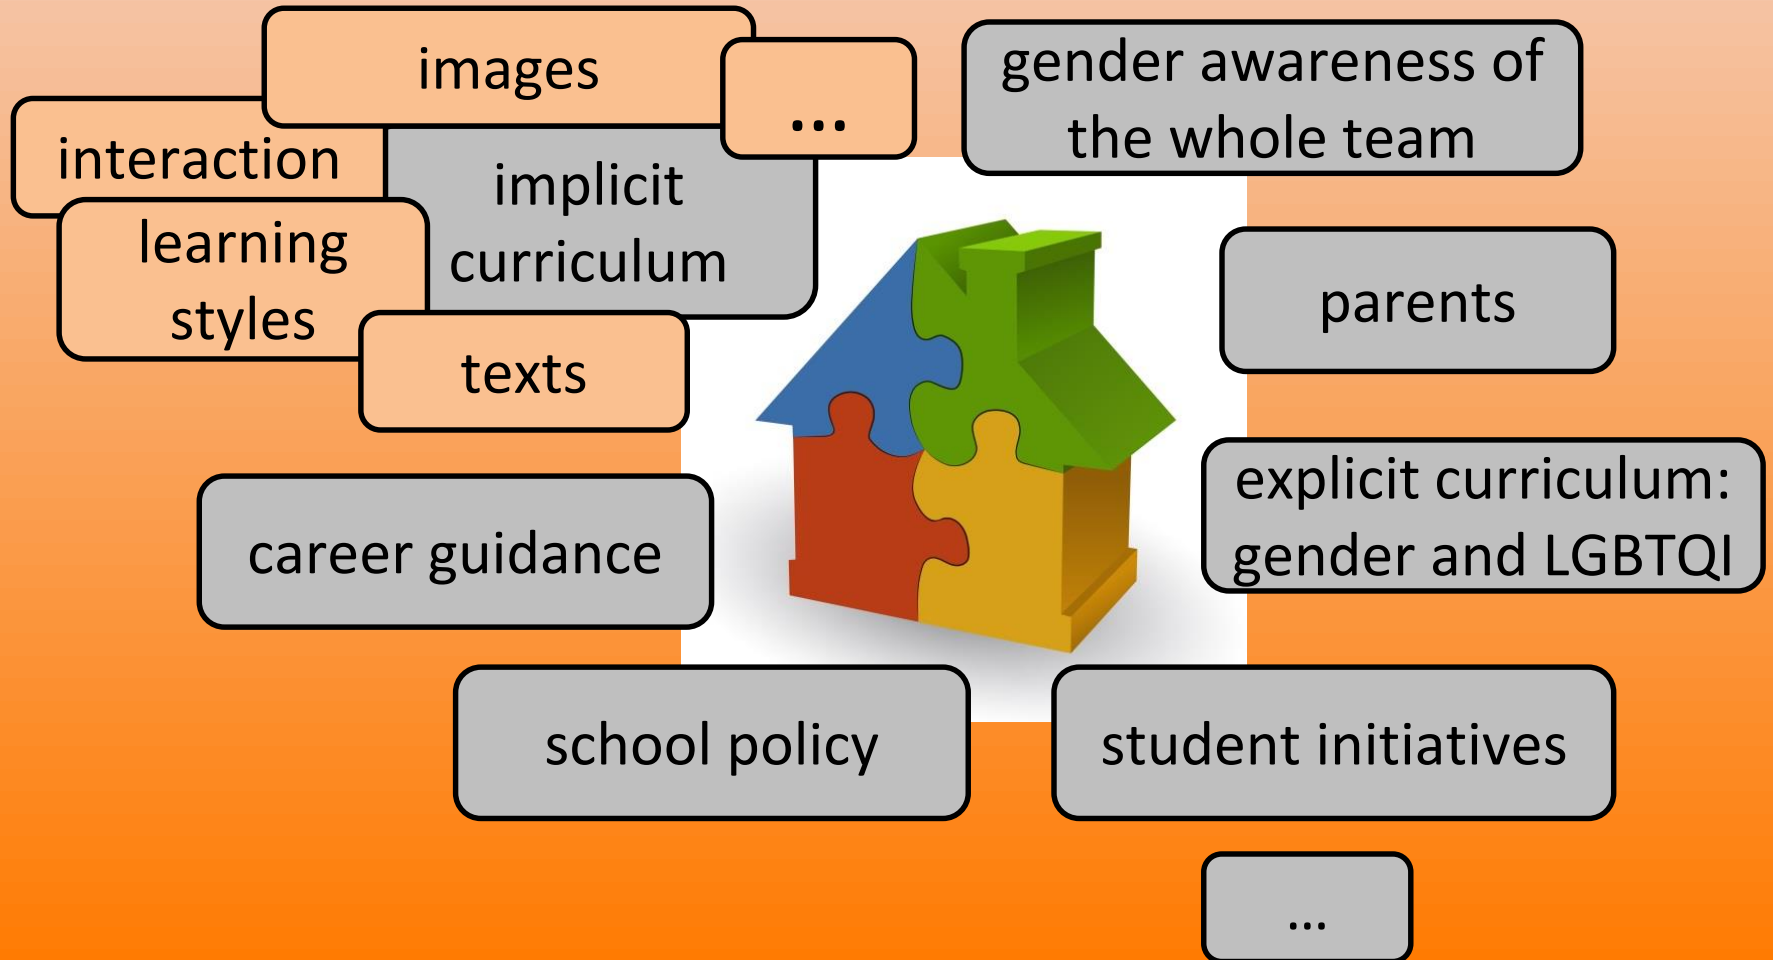 images
...
interaction
implicit
curriculum
learning
styles
texts
gender awareness of
the whole team
parents
career guidance
explicit curriculum:
gender and LGBTQI
school policy
student initiatives
...